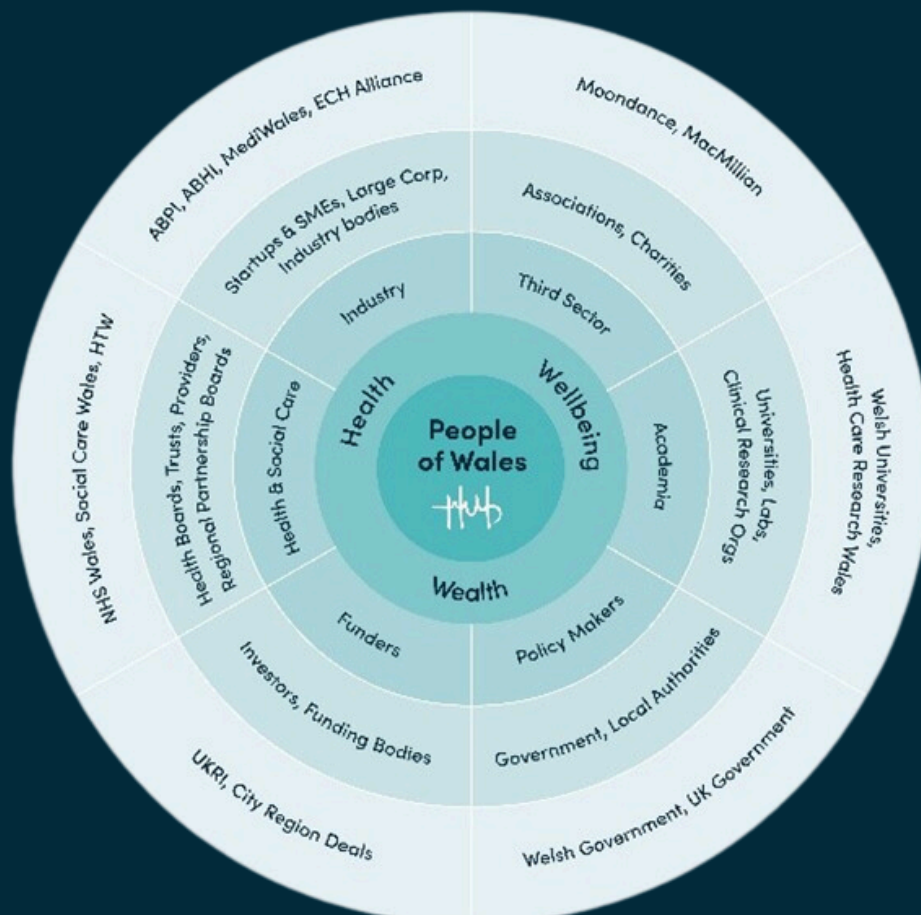 People
of Wales
Hub
Health
Wellbeing
Wealth
Industry
Third Sector
Academia
Policy Makers
Funders
Health & Social Care
Startups & SMEs, Large Corp,
Industry bodies
Associations, Charities
Universities, Labs,
Clinical Research Orgs
Government, Local Authorities
Investors, Funding Bodies
Health Boards, Trusts, Providers,
Regional Partnership Boards
ABPI, ABHI, MediWales, ECH Alliance
Moondance, MacMillian
Welsh Universities,
Health Care Research Wales
Welsh Government, UK Government
UKRI, City Region Deals
NHS Wales, Social Care Wales, HTW